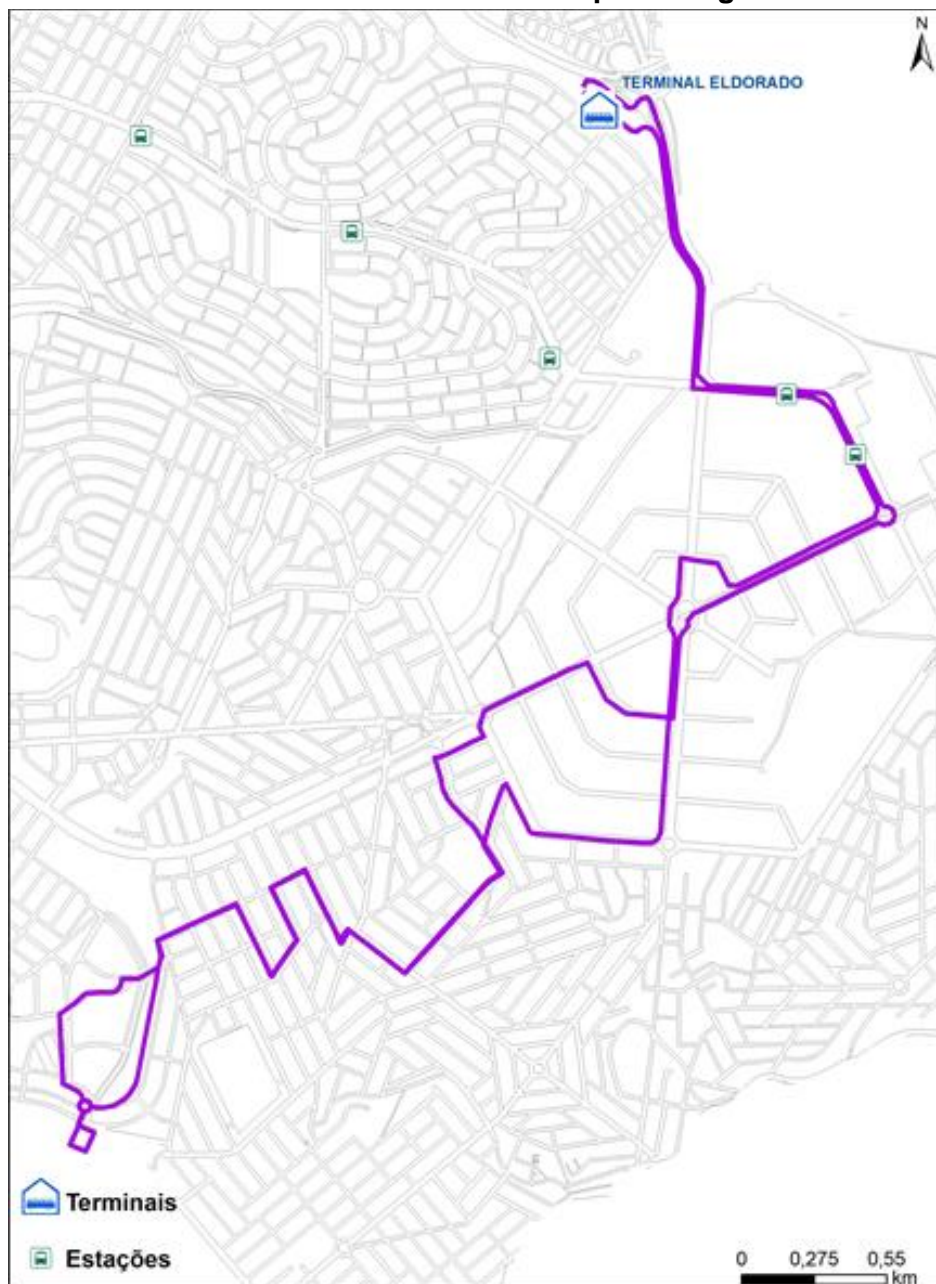 N
TERMINAL ELDORADO
Terminais
Estações
0 0,275 0,55
km